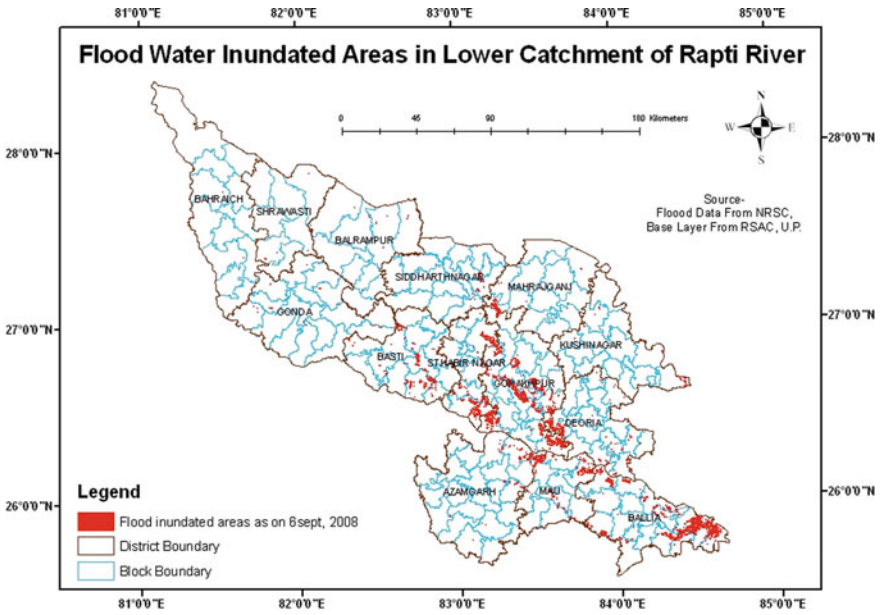 81°0'0"E 82°0'0"E 83°0'0"E 84°0'0"E 85°0'0"E
Flood Water Inundated Areas in Lower Catchment of Rapti River
0 45 90 180 Kilometers
N
W E
S
28°0'0"N 28°0'0"N
Source-
Floood Data From NRSC,
Base Layer From RSAC, U.P.
BAHRAICH
SHRAWASTI
BALRAMPUR
SIDDHARTHNAGAR
MAHRAJGANJ
GONDA
27°0'0"N 27°0'0"N
KUSHINAGAR
BASTI
ST.KABIR NAGAR
GORAKHPUR
DEORIA
AZAMGARH
MAU
BALLIA
26°0'0"N 26°0'0"N
Legend
Flood inundated areas as on 6sept, 2008
District Boundary
Block Boundary
81°0'0"E 82°0'0"E 83°0'0"E 84°0'0"E 85°0'0"E